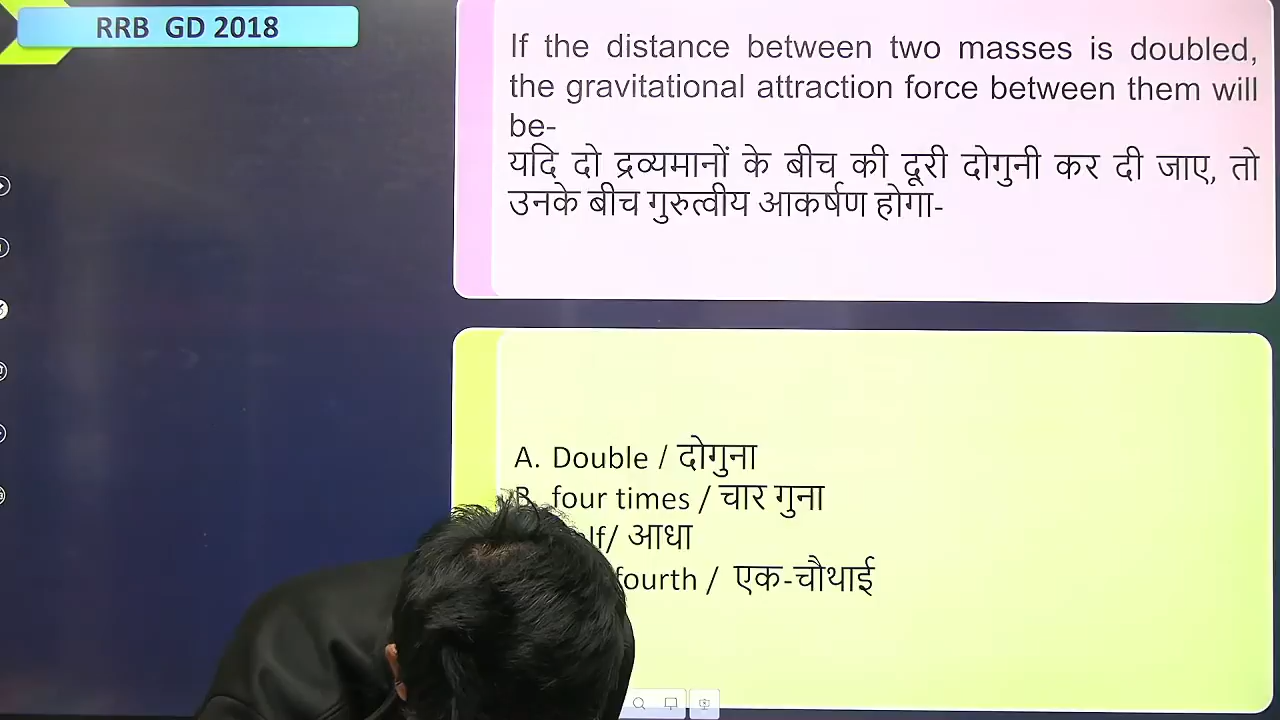 RRB GD 2018
If the distance between two masses is doubled,
the gravitational attraction force between them will
be-
यदि दो द्रव्यमानों के बीच की दूरी दोगुनी कर दी जाए, तो
उनके बीच गुरुत्वीय आकर्षण होगा-
A. Double / दोगुना
B. four times / चार गुना
/ आधा
fourth / एक-चौथाई